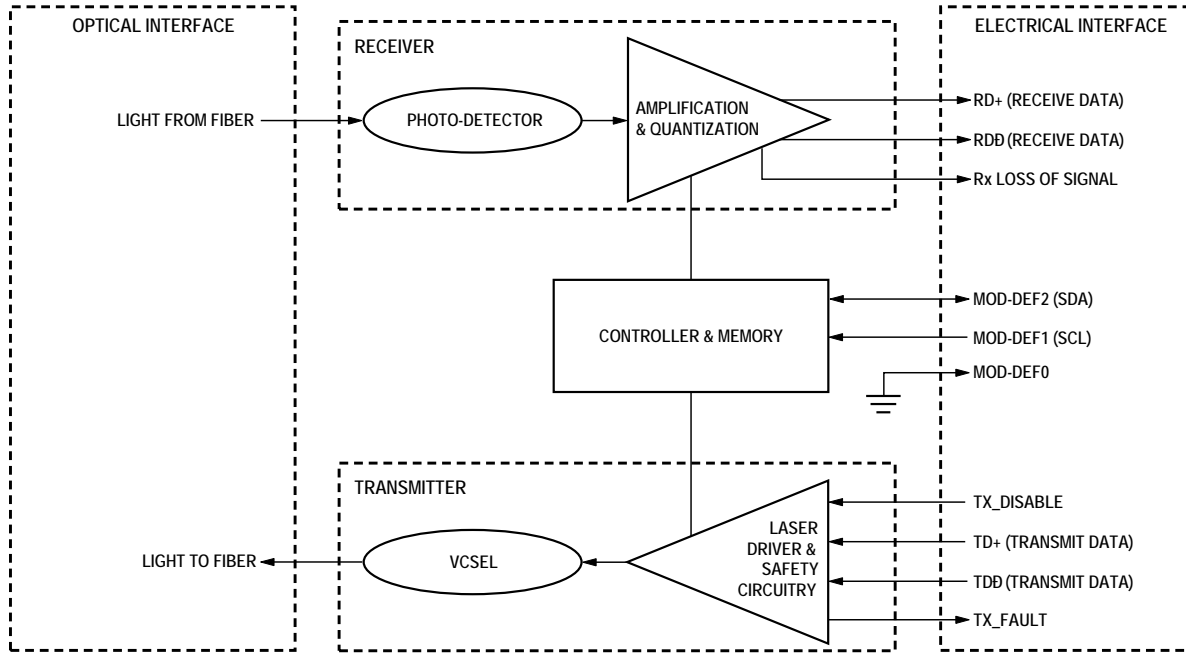 OPTICAL INTERFACE
ELECTRICAL INTERFACE
RECEIVER
LIGHT FROM FIBER
PHOTO-DETECTOR
AMPLIFICATION
& QUANTIZATION
RD+ (RECEIVE DATA)
RDĐ (RECEIVE DATA)
Rx LOSS OF SIGNAL
CONTROLLER & MEMORY
MOD-DEF2 (SDA)
MOD-DEF1 (SCL)
MOD-DEF0
TRANSMITTER
LIGHT TO FIBER
VCSEL
LASER
DRIVER &
SAFETY
CIRCUITRY
TX_DISABLE
TD+ (TRANSMIT DATA)
TDĐ (TRANSMIT DATA)
TX_FAULT